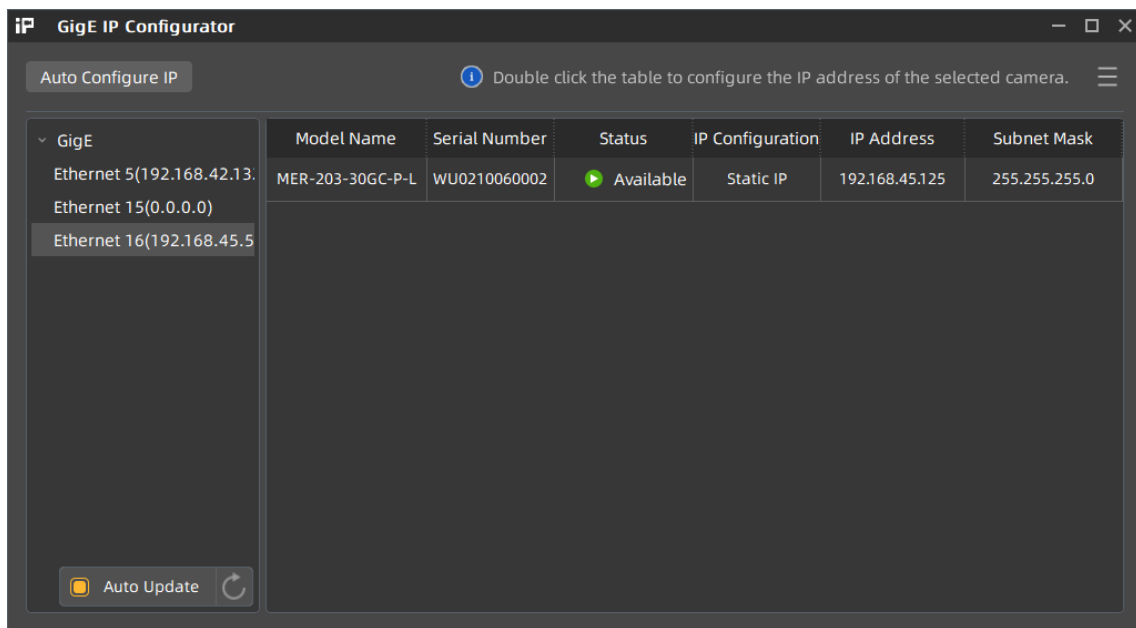 iP GigE IP Configurator
Auto Configure IP
Double click the table to configure the IP address of the selected camera.
GigE
Ethernet 5(192.168.42.13.
Ethernet 15(0.0.0.0)
Ethernet 16(192.168.45.5
Model Name Serial Number Status IP Configuration IP Address Subnet Mask
MER-203-30GC-P-L WU0210060002 Available Static IP 192.168.45.125 255.255.255.0
Auto Update